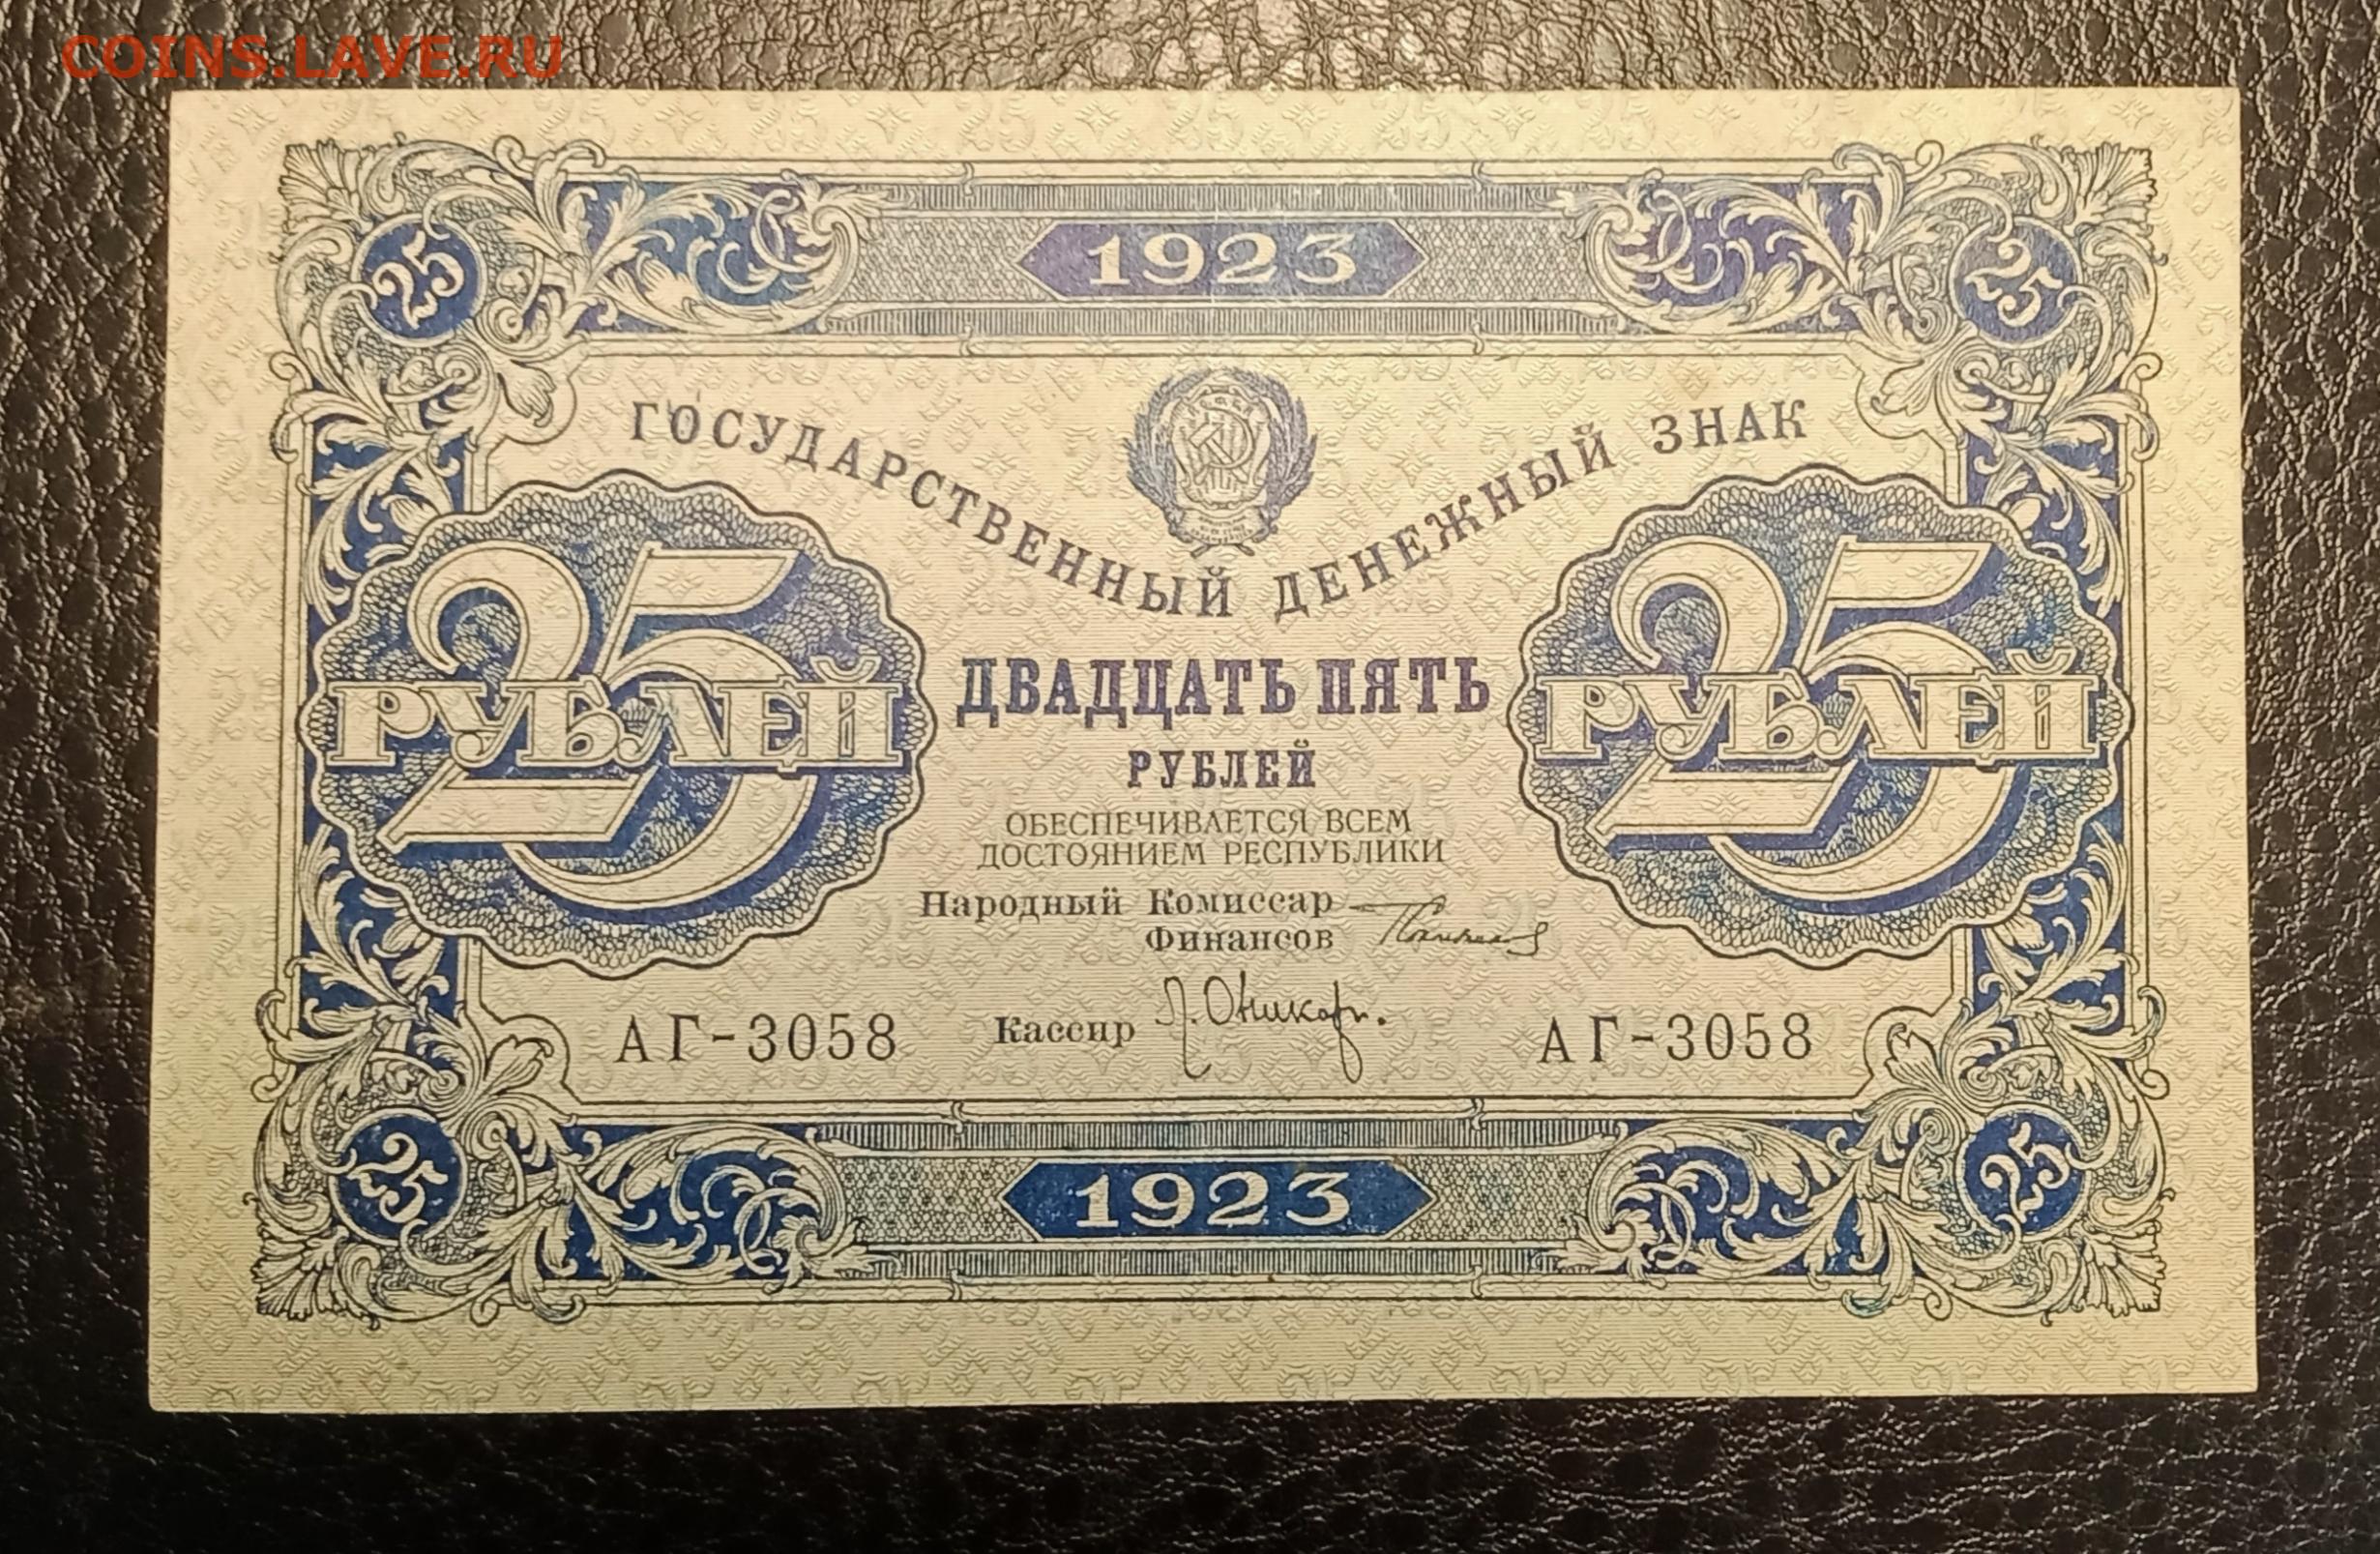 COINS.LAVE.RU
1923
25 25
ГОСУДАРСТВЕННЫЙ ДЕНЕЖНЫЙ ЗНАК
25 РУБЛЕЙ
ДВАДЦАТЬ ПЯТЬ
РУБЛЕЙ
25 РУБЛЕЙ
ОБЕСПЕЧИВАЕТСЯ ВСЕМ
ДОСТОЯНИЕМ РЕСПУБЛИКИ
Народный Комиссар
Финансов
АГ-3058 Кассир АГ-3058
25 25
1923